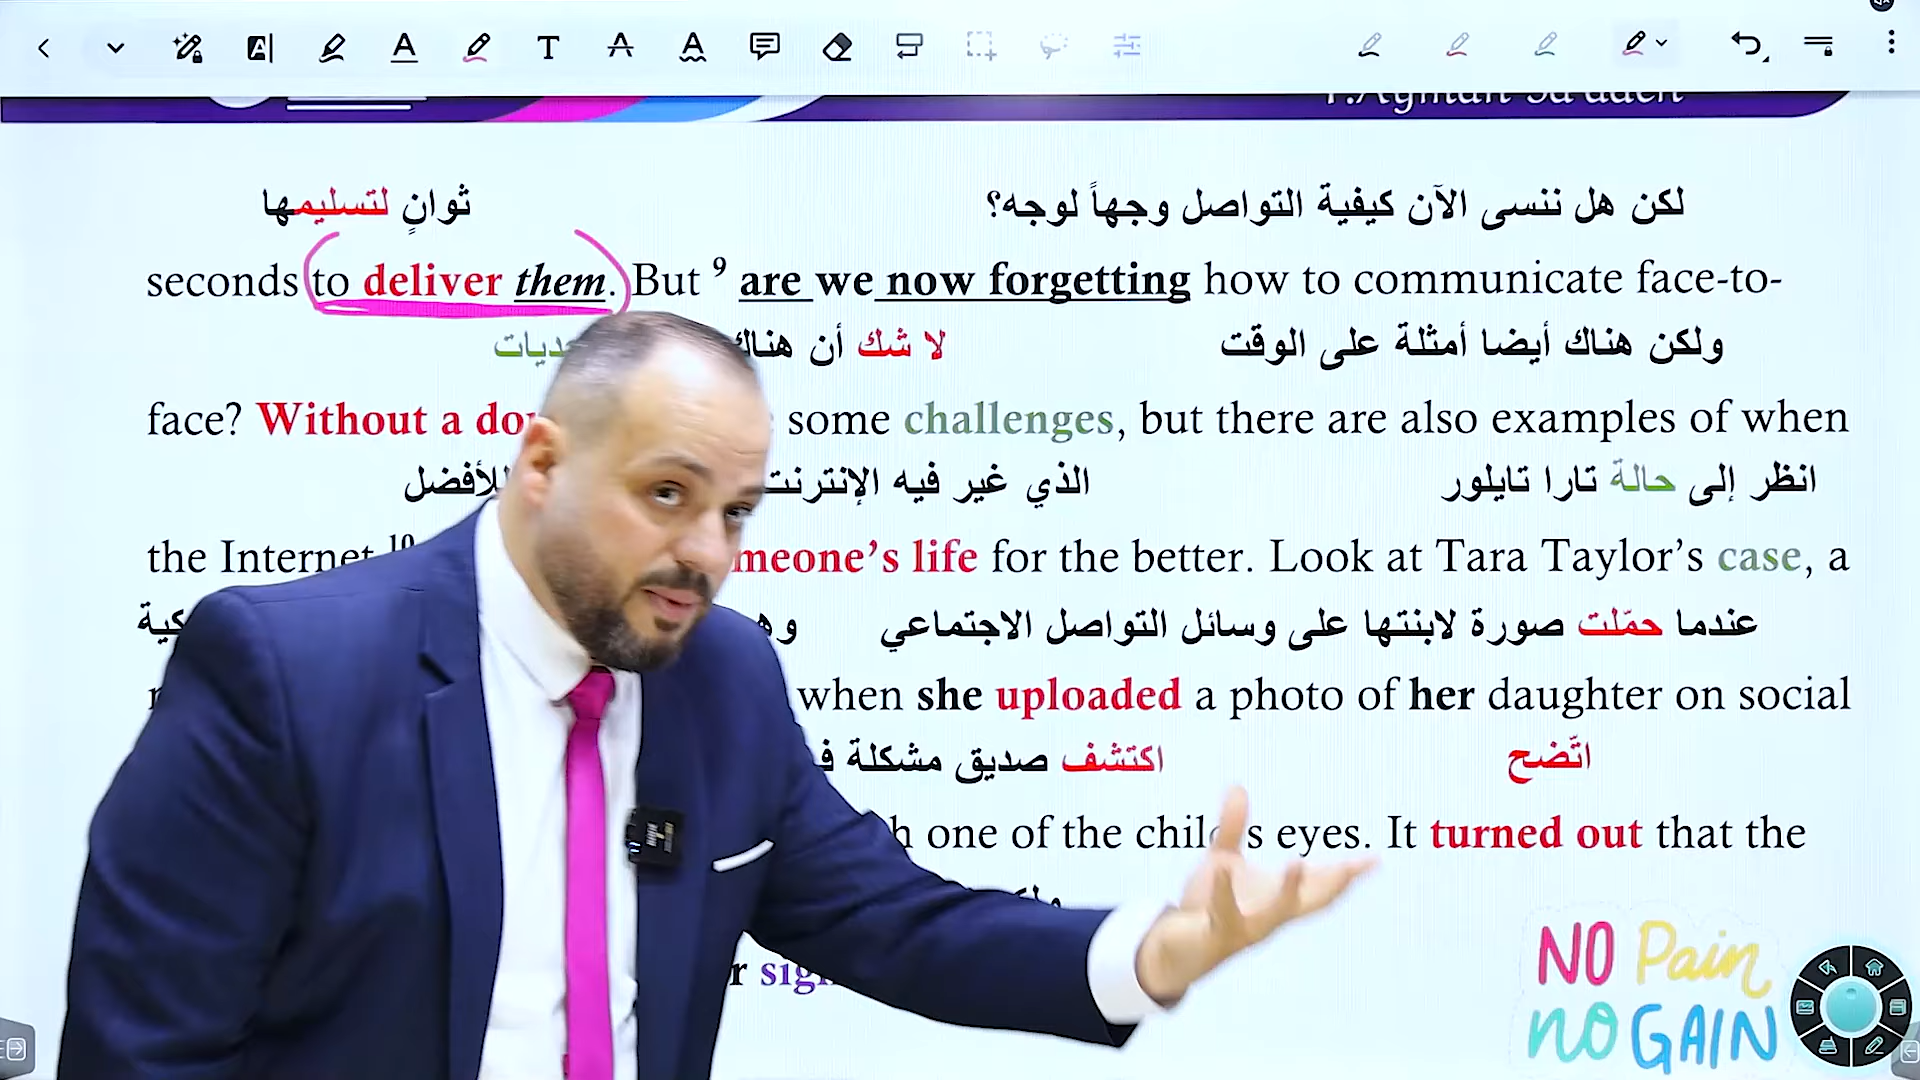 لكن هل ننسى الآن كيفية التواصل وجهاً لوجه؟ ثوانٍ لتسليمها
seconds to deliver them. But ⁹ are we now forgetting how to communicate face-to-
ولكن هناك أيضا أمثلة على الوقت لا شك أن هناك
face? Without a some challenges, but there are also examples of when
انظر إلى حالة تارا تايلور الذي غير فيه الإنترنت للأفضل
the Internet 10 life for the better. Look at Tara Taylor's case, a
عندما حمّلت صورة لابنتها على وسائل التواصل الاجتماعي
when she uploaded a photo of her daughter on social
اتّضح اكتشف صديق مشكلة
one of the child's eyes. It turned out that the
NO Pain
NO GAIN